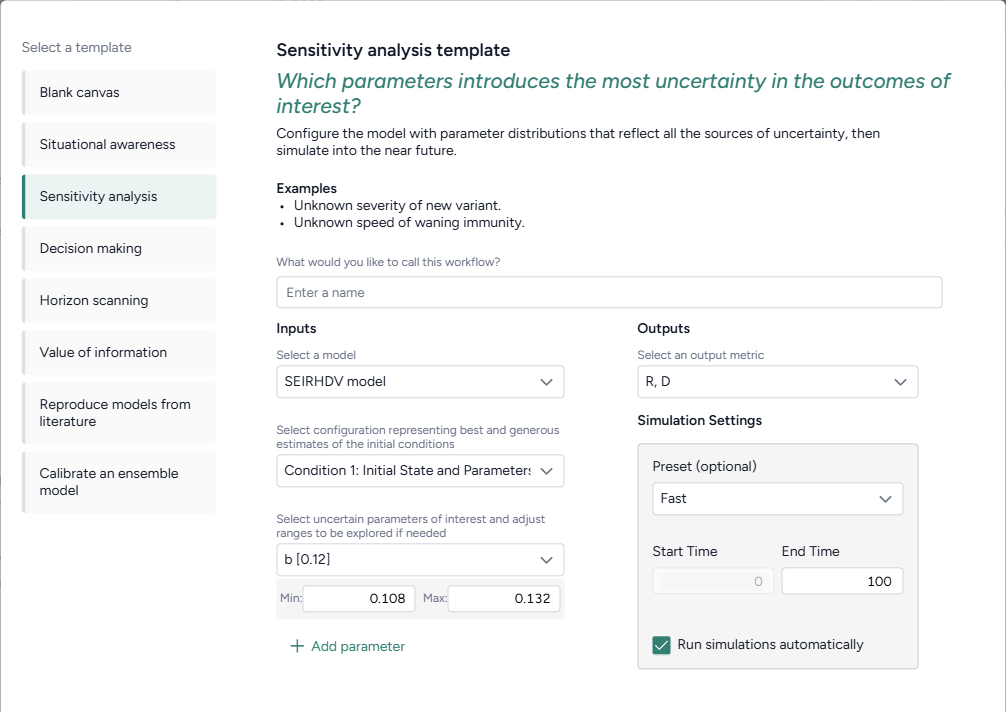 Select a template
Blank canvas
Situational awareness
Sensitivity analysis
Decision making
Horizon scanning
Value of information
Reproduce models from
literature
Calibrate an ensemble
model
Sensitivity analysis template
Which parameters introduces the most uncertainty in the outcomes of
interest?
Configure the model with parameter distributions that reflect all the sources of uncertainty, then
simulate into the near future.
Examples
• Unknown severity of new variant.
• Unknown speed of waning immunity.
What would you like to call this workflow?
Enter a name
Inputs
Select a model
SEIRHDV model
Select configuration representing best and generous
estimates of the initial conditions
Condition 1: Initial State and Parameters
Select uncertain parameters of interest and adjust
ranges to be explored if needed
b [0.12]
Min: 0.108 Max: 0.132
+ Add parameter
Outputs
Select an output metric
R, D
Simulation Settings
Preset (optional)
Fast
Start Time End Time
0 100
Run simulations automatically